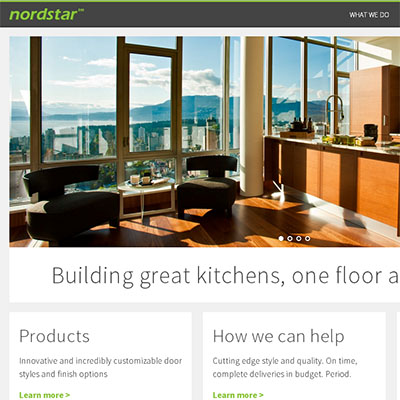 nordstar™
WHAT WE DO
Building great kitchens, one floor a
Products
Innovative and incredibly customizable door
styles and finish options
Learn more >
How we can help
Cutting edge style and quality. On time,
complete deliveries in budget. Period.
Learn more >